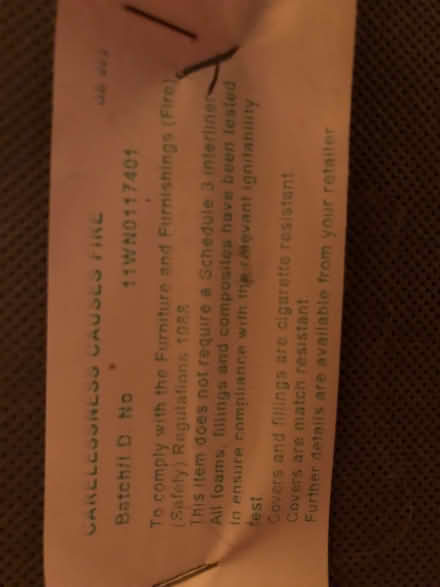 CARELESSNESS CAUSES FIRE
Batch/I D No 11WN0117401
To comply with the Furniture and Furnishings (Fire)
(Safety) Regulations 1988
This item does not require a Schedule 3 interliner
All foams, fillings and composites have been tested
to ensure compliance with the relevant ignitability
test
Covers and fillings are cigarette resistant
Covers are match resistant
Further details are available from your retailer